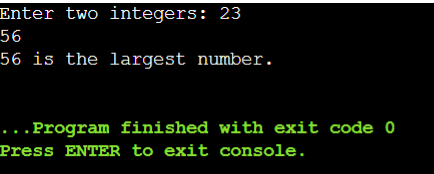 Enter two integers: 23
56
56 is the largest number.
...Program finished with exit code 0
Press ENTER to exit console.